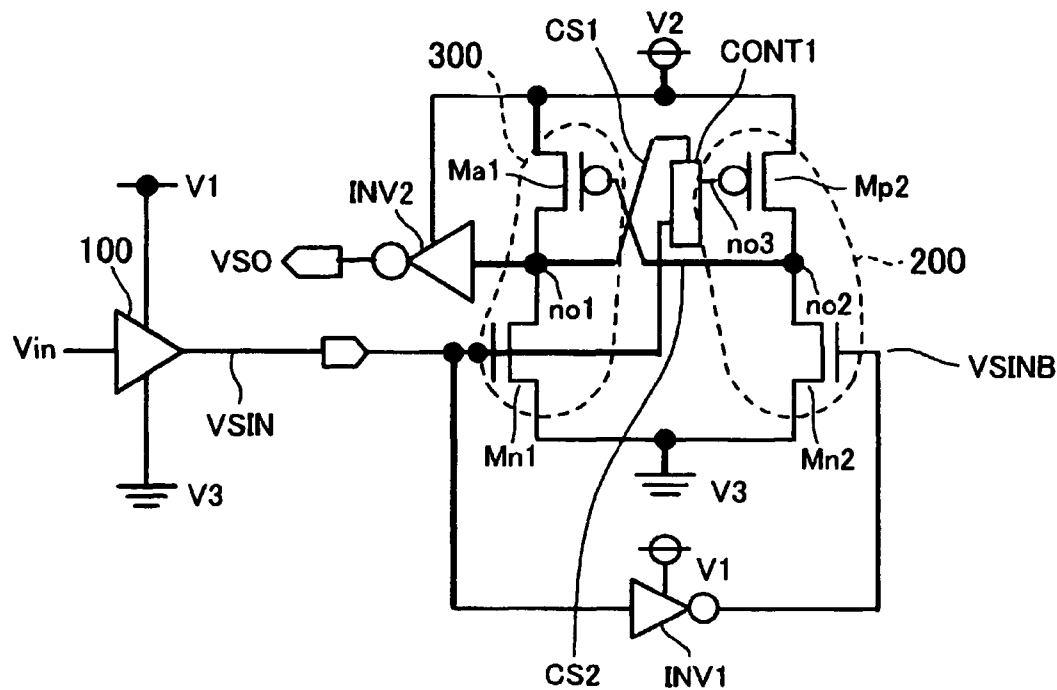 CS1
V2
CONT1
300
Ma1
Mp2
V1
INV2
100
no3
VSO
200
no1
no2
Vin
VSINB
VSIN
Mn1
Mn2
V3
V3
V1
CS2
INV1